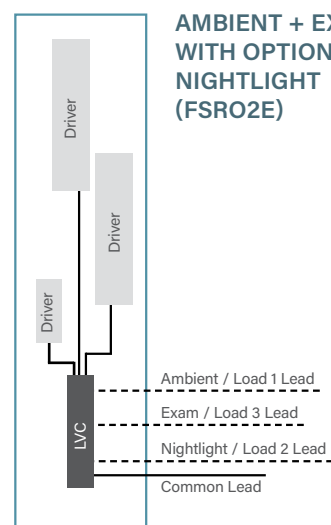 AMBIENT + EX
WITH OPTION
NIGHTLIGHT
(FSRO2E)
Driver
Driver
Driver
LVC
Ambient / Load 1 Lead
Exam / Load 3 Lead
Nightlight / Load 2 Lead
Common Lead